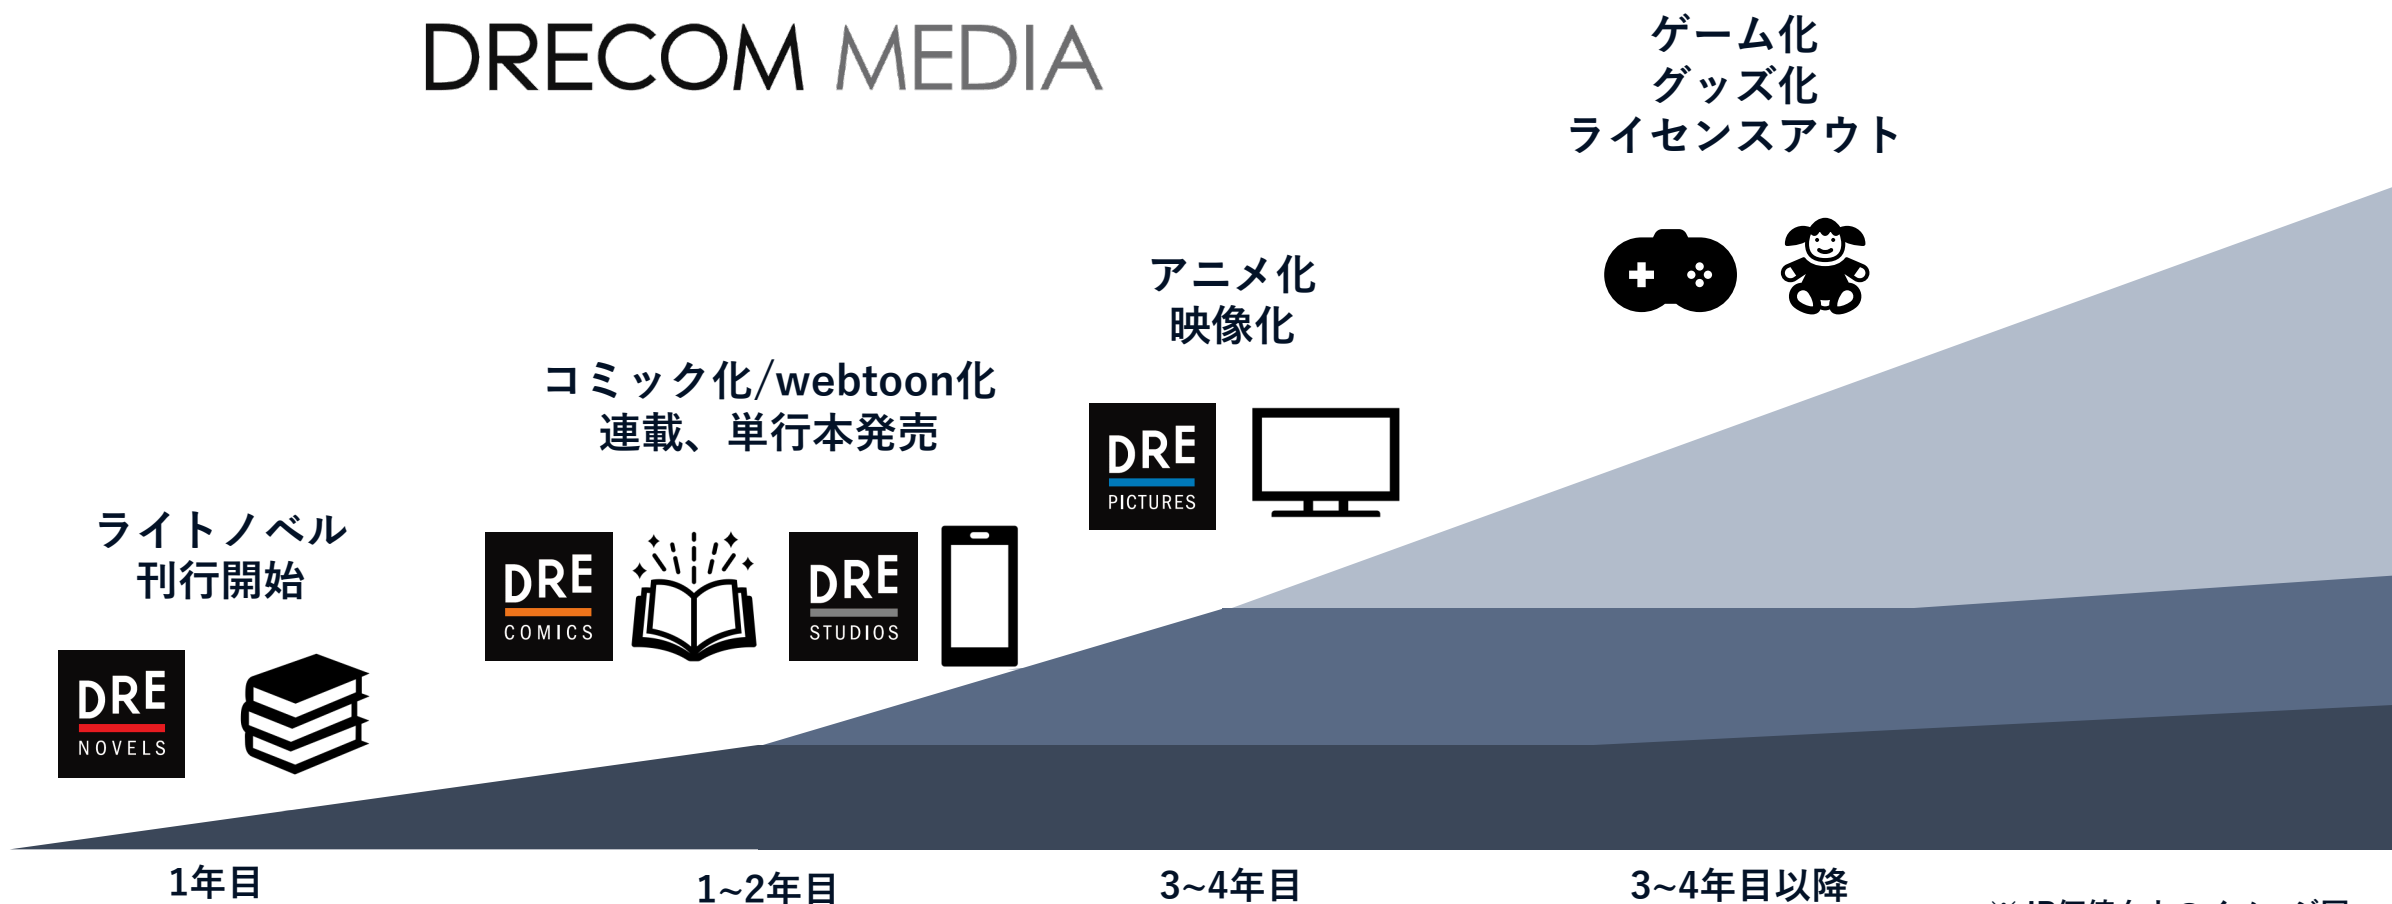 DRECOM MEDIA
ゲーム化
グッズ化
ライセンスアウト
アニメ化
映像化
コミック化/webtoon化
連載、単行本発売
ライトノベル
刊行開始
DRE
PICTURES
DRE
COMICS
DRE
STUDIOS
DRE
NOVELS
1年目
1~2年目
3~4年目
3~4年目以降